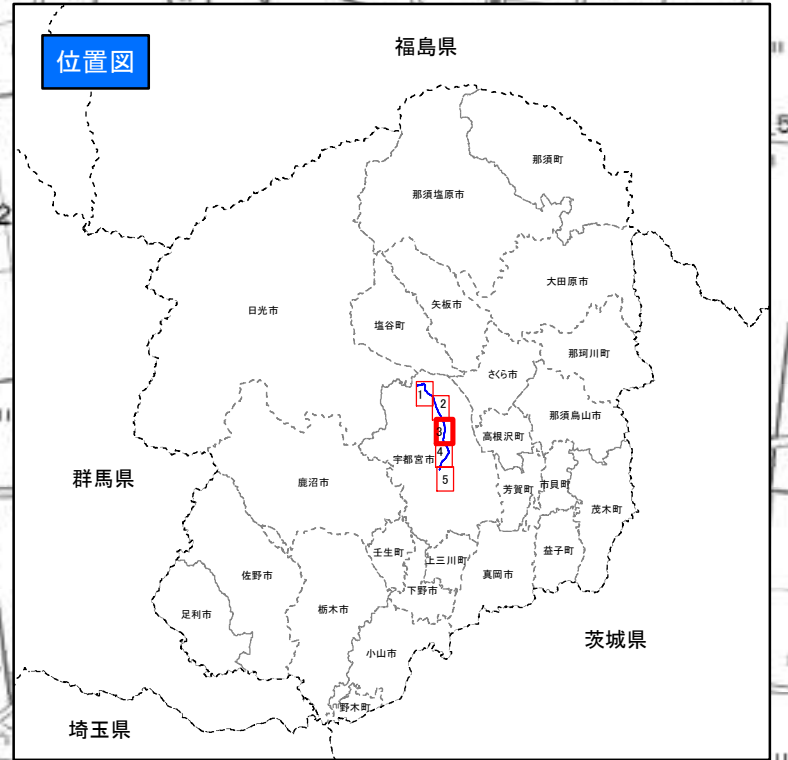 位置図
福島県
那須町
那須塩原市
大田原市
日光市
矢板市
塩谷町
那珂川町
さくら市
1
2
那須烏山市
3
高根沢町
4
宇都宮市
群馬県
鹿沼市
5
芳賀町
市貝町
茂木町
壬生町
上三川町
益子町
佐野市
真岡市
下野市
足利市
栃木市
茨城県
小山市
野木町
埼玉県
2
5